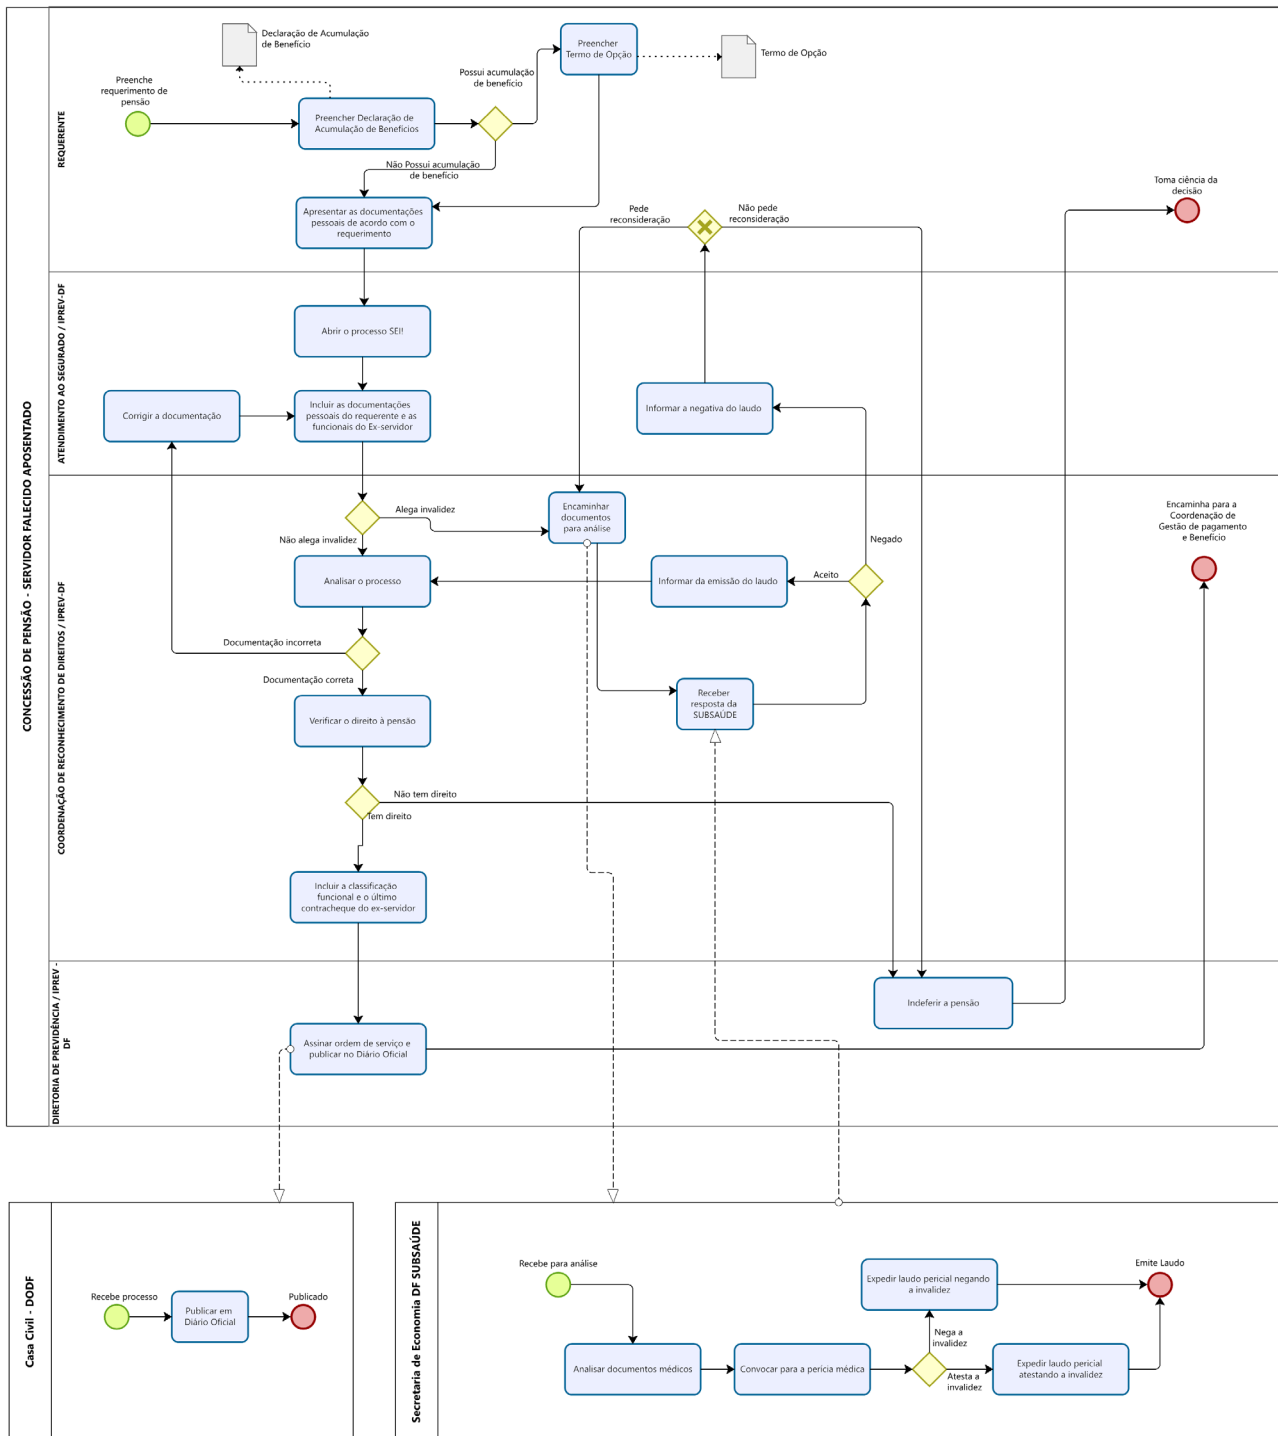 CONCESSÃO DE PENSÃO - SERVIDOR FALECIDO APOSENTADO
REQUERENTE
Declaração de Acumulação
de Benefício
Preencher
Termo de Opção
Termo de Opção
Possui acumulação
de benefício
Preenche
requerimento de
pensão
Preencher Declaração de
Acumulação de Beneficios
Não Possui acumulação
de benefício
Apresentar as documentações
pessoais de acordo com o
requerimento
Pede
reconsideração
Não pede
reconsideração
Toma ciência da
decisão
ATENDIMENTO AO SEGURADO / IPREV-DF
Abrir o processo SEI!
Corrigir a documentação
Incluir as documentações
pessoais do requerente e as
funcionais do Ex-servidor
Informar a negativa do laudo
COORDENAÇÃO DE RECONHECIMENTO DE DIREITOS / IPREV-DF
Alega invalidez
Não alega invalidez
Encaminhar
documentos
para análise
Negado
Encaminha para a
Coordenação de
Gestão de pagamento
e Benefício
Analisar o processo
Informar da emissão do laudo
Aceito
Documentação incorreta
Documentação correta
Verificar o direito à pensão
Receber
resposta da
SUBSAÚDE
Não tem direito
Tem direito
Incluir a classificação
funcional e o último
contracheque do ex-servidor
DIRETORIA DE PREVIDÊNCIA / IPREV -
DF
Indeferir a pensão
Assinar ordem de serviço e
publicar no Diário Oficial
Casa Civil - DODF
Recebe processo
Publicar em
Diário Oficial
Publicado
Secretaria de Economia DF SUBSAÚDE
Recebe para análise
Expedir laudo pericial negando
a invalidez
Emite Laudo
Nega a
invalidez
Analisar documentos médicos
Convocar para a perícia médica
Atesta a
invalidez
Expedir laudo pericial
atestando a invalidez